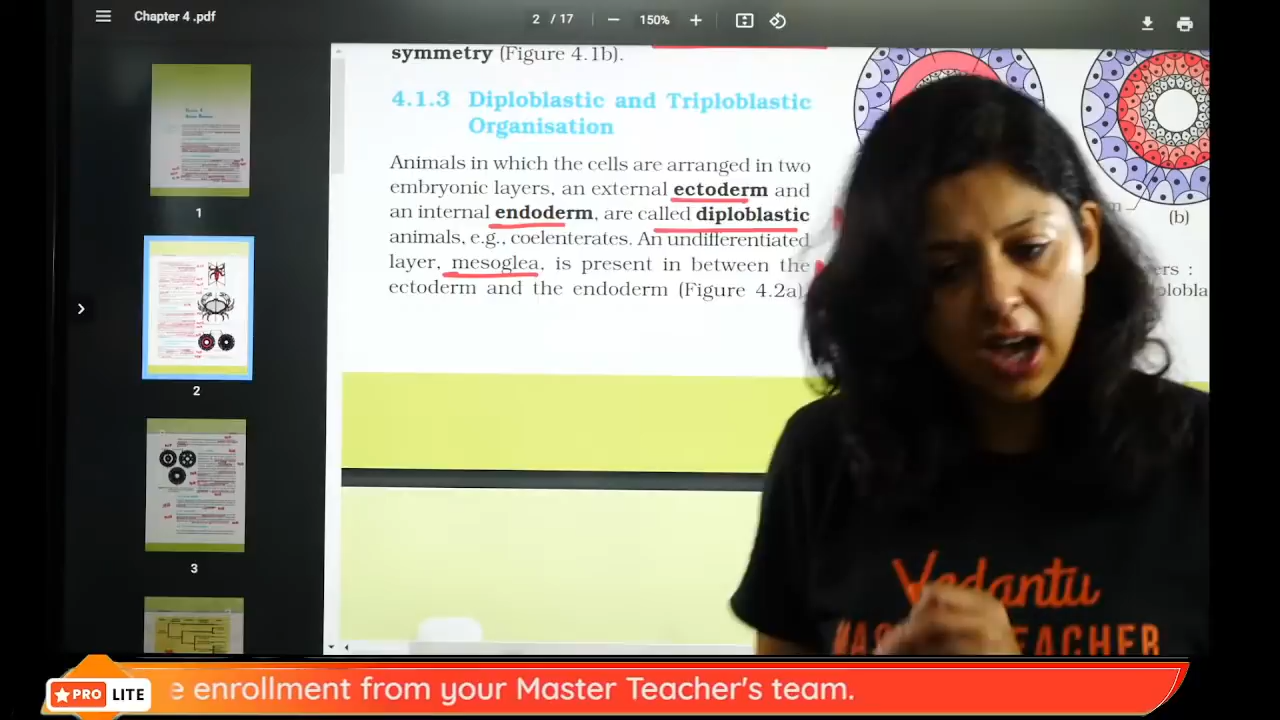 Chapter 4 .pdf
2 / 17
150%
symmetry (Figure 4.1b).
4.1.3 Diploblastic and Triploblastic
Organisation
Animals in which the cells are arranged in two
embryonic layers, an external ectoderm and
an internal endoderm, are called diploblastic
animals, e.g., coelenterates. An undifferentiated
layer, mesoglea, is present in between the
ectoderm and the endoderm (Figure 4.2a).
(b)
1
2
3
Vedantu
TEACHER
PRO LITE
enrollment from your Master Teacher's team.